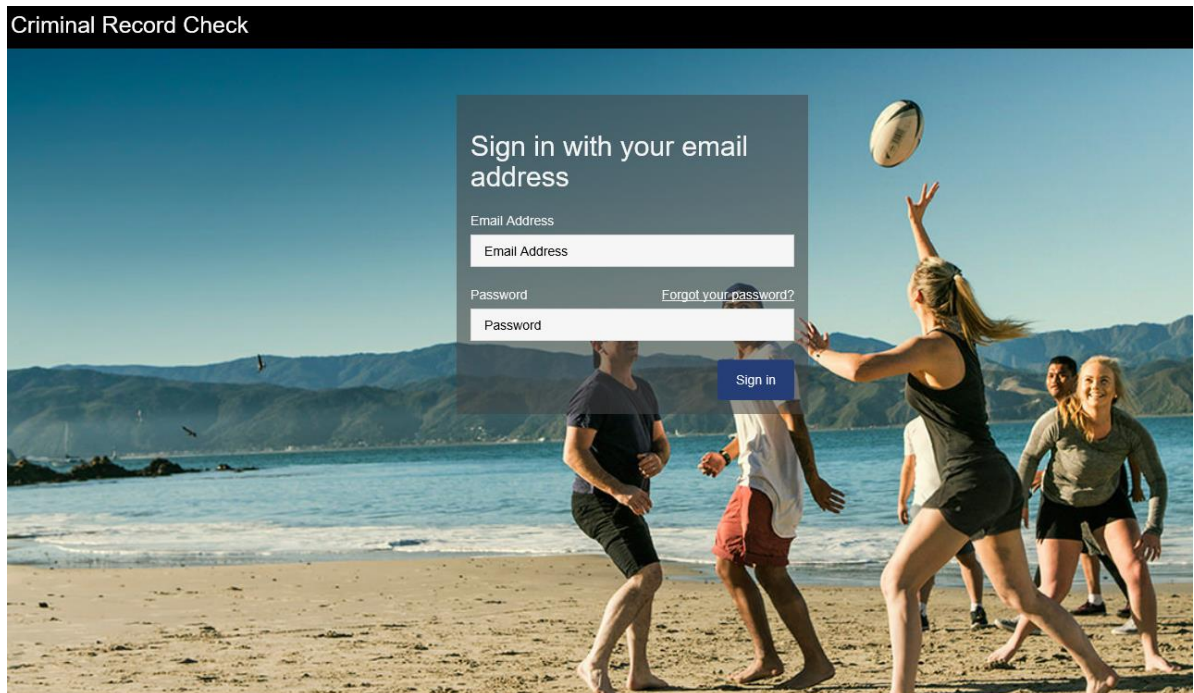 Criminal Record Check
Sign in with your email
address
Email Address
Email Address
Password Forgot your password?
Password
Sign in